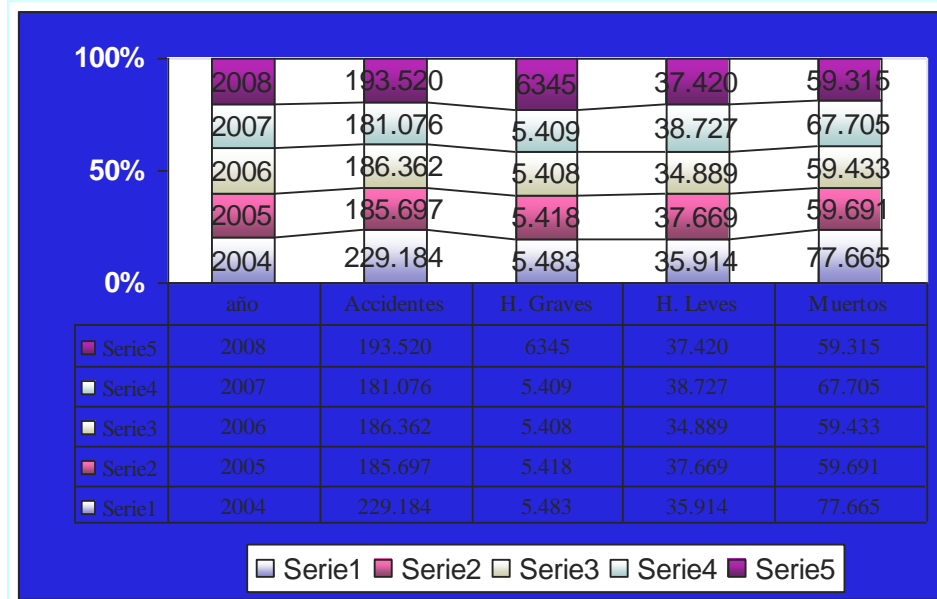 100%
50%
0%
2008 193.520 6345 37.420 59.315
2007 181.076 5.409 38.727 67.705
2006 186.362 5.408 34.889 59.433
2005 185.697 5.418 37.669 59.691
2004 229.184 5.483 35.914 77.665
año Accidentes H. Graves H. Leves Muertos
Serie5 2008 193.520 6345 37.420 59.315
Serie4 2007 181.076 5.409 38.727 67.705
Serie3 2006 186.362 5.408 34.889 59.433
Serie2 2005 185.697 5.418 37.669 59.691
Serie1 2004 229.184 5.483 35.914 77.665
Serie1 Serie2 Serie3 Serie4 Serie5